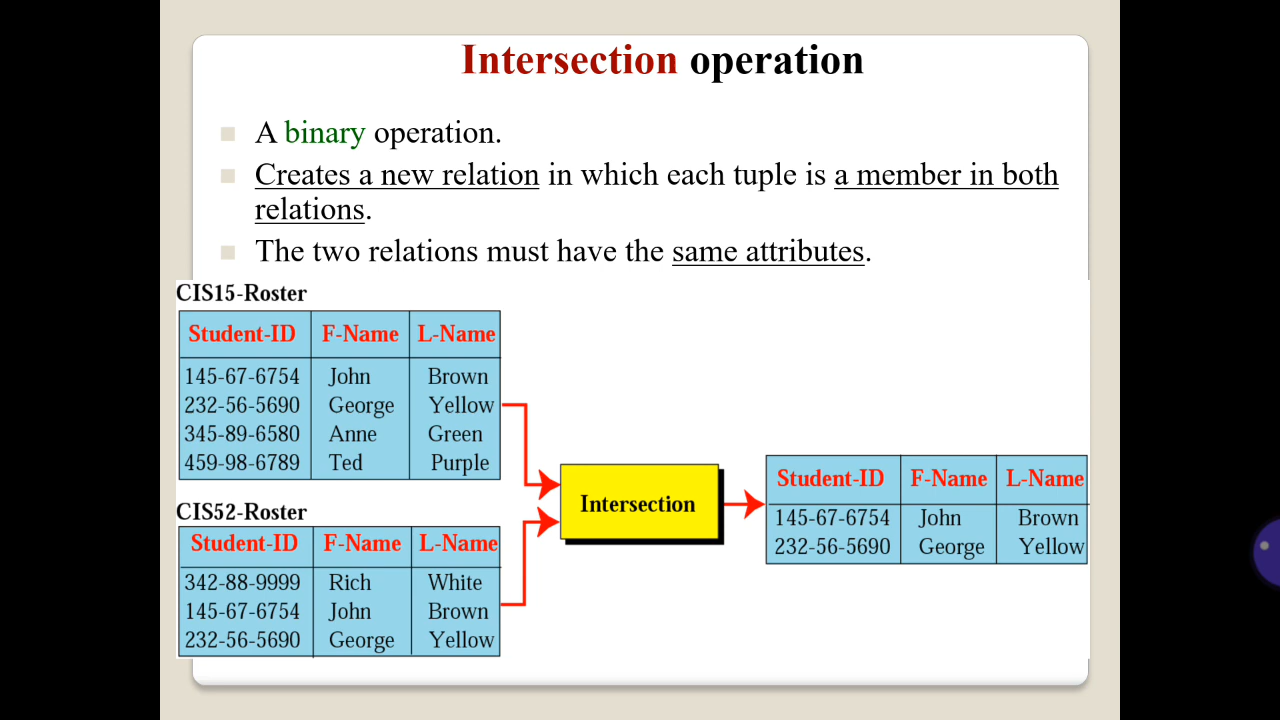 Intersection operation
A binary operation.
Creates a new relation in which each tuple is a member in both
relations.
The two relations must have the same attributes.
CIS15-Roster
Student-ID F-Name L-Name
145-67-6754 John Brown
232-56-5690 George Yellow
345-89-6580 Anne Green
459-98-6789 Ted Purple
CIS52-Roster
Student-ID F-Name L-Name
342-88-9999 Rich White
145-67-6754 John Brown
232-56-5690 George Yellow
Intersection
Student-ID F-Name L-Name
145-67-6754 John Brown
232-56-5690 George Yellow